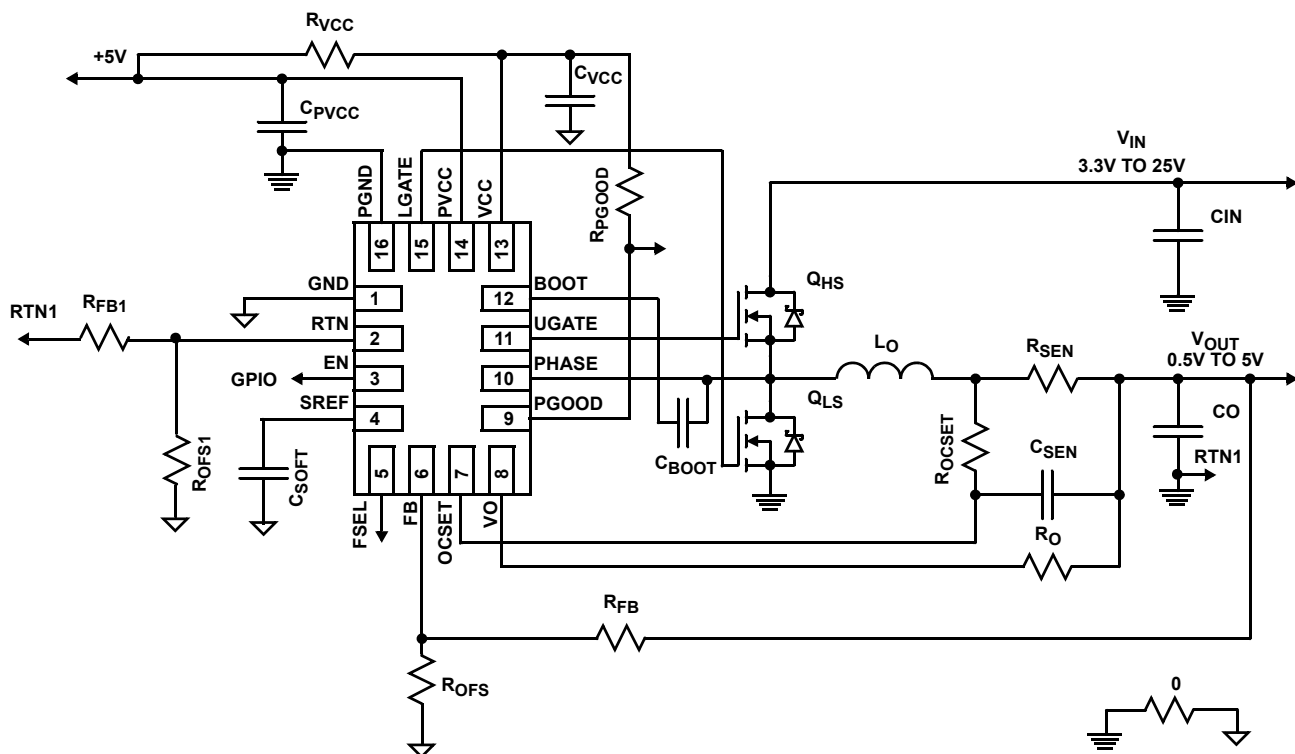 RVCC
+5V
CVCC
CPVCC
VIN
3.3V TO 25V
PGND
LGATE
PVCC
VCC
RPGOOD
16
15
14
13
CIN
GND
1
12
BOOT
QHS
RTN1
RFB1
RTN
2
11
UGATE
LO
RSEN
VOUT
0.5V TO 5V
EN
3
10
PHASE
GPIO
QLS
SREF
4
9
PGOOD
CO
ROFS1
CSOFT
CBOOT
ROCSET
CSEN
RTN1
5
6
7
8
FSEL
FB
OCSET
VO
RO
RFB
ROFS
0